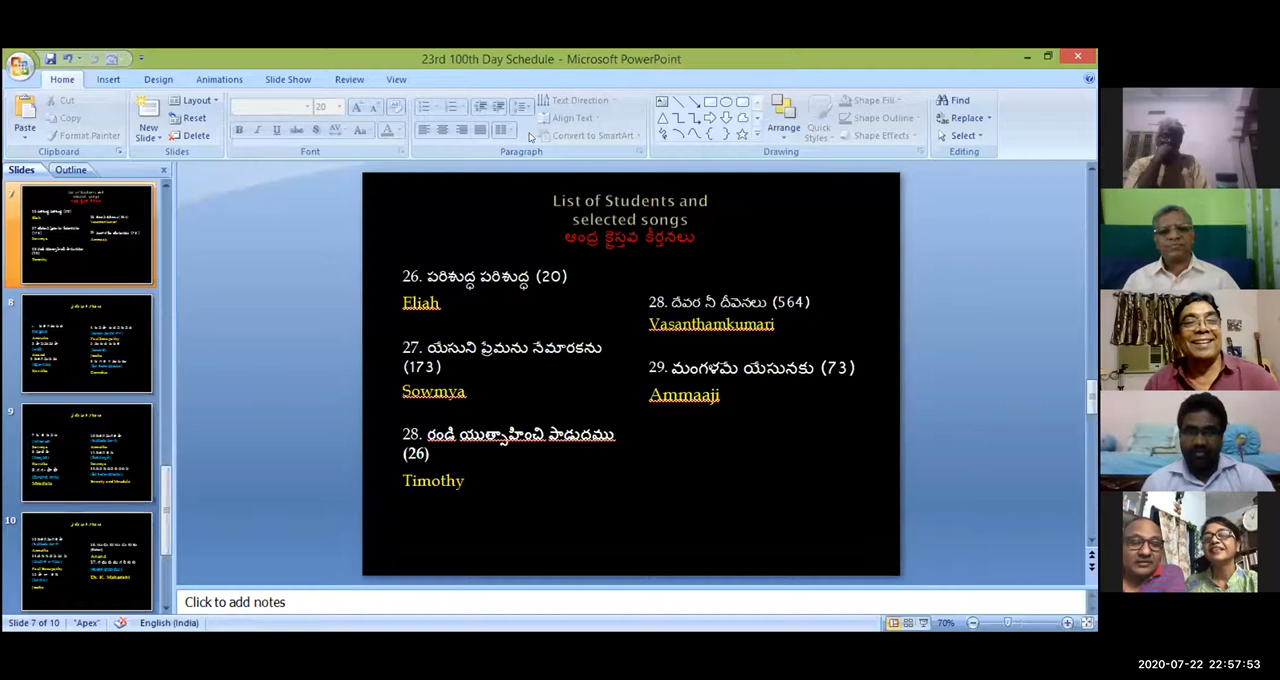 23rd 100th Day Schedule - Microsoft PowerPoint
Home Insert Design Animations Slide Show Review View
Paste
Cut
Copy
Format Painter
Clipboard
New Slide
Layout
Reset
Delete
Slides
20
Font
Paragraph
Text Direction
Align Text
Convert to SmartArt
Arrange
Quick Styles
Shape Fill
Shape Outline
Shape Effects
Drawing
Find
Replace
Select
Editing
Slides Outline
7
8
9
10
List of Students and
selected songs
ఆంధ్ర క్రైస్తవ కీర్తనలు
26. పరిశుద్ధ పరిశుద్ధ (20)
Eliah
27. యేసుని ప్రేమను నేమారకను
(173)
Sowmya
28. రండి యుత్సాహించి పాడుదము
(26)
Timothy
28. దేవర నీ దీవెనలు (564)
Vasanthamkumari
29. మంగళమే యేసునకు (73)
Ammaaji
Click to add notes
Slide 7 of 10 "Apex" English (India) 70%
2020-07-22 22:57:53